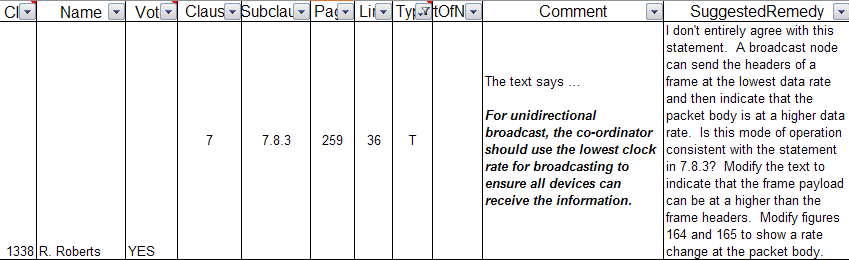 Cl Name Vot Claus Subclau Pag Lin Typ rtOfN Comment SuggestedRemedy
1338 R. Roberts YES 7 7.8.3 259 36 T
The text says ...
For unidirectional
broadcast, the co-ordinator
should use the lowest clock
rate for broadcasting to
ensure all devices can
receive the information.
I don't entirely agree with this
statement. A broadcast node
can send the headers of a
frame at the lowest data rate
and then indicate that the
packet body is at a higher data
rate. Is this mode of operation
consistent with the statement
in 7.8.3? Modify the text to
indicate that the frame payload
can be at a higher than the
frame headers. Modify figures
164 and 165 to show a rate
change at the packet body.